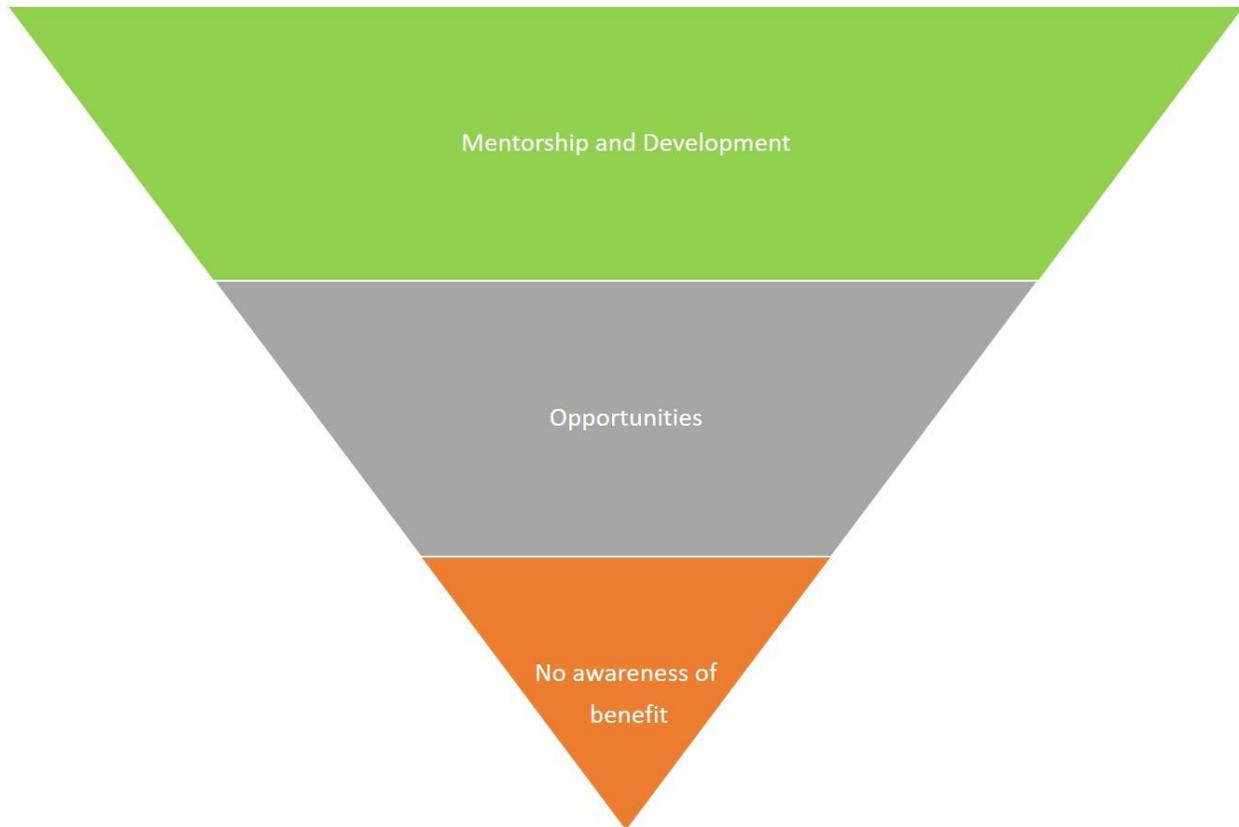 Mentorship and Development
Opportunities
No awareness of
benefit